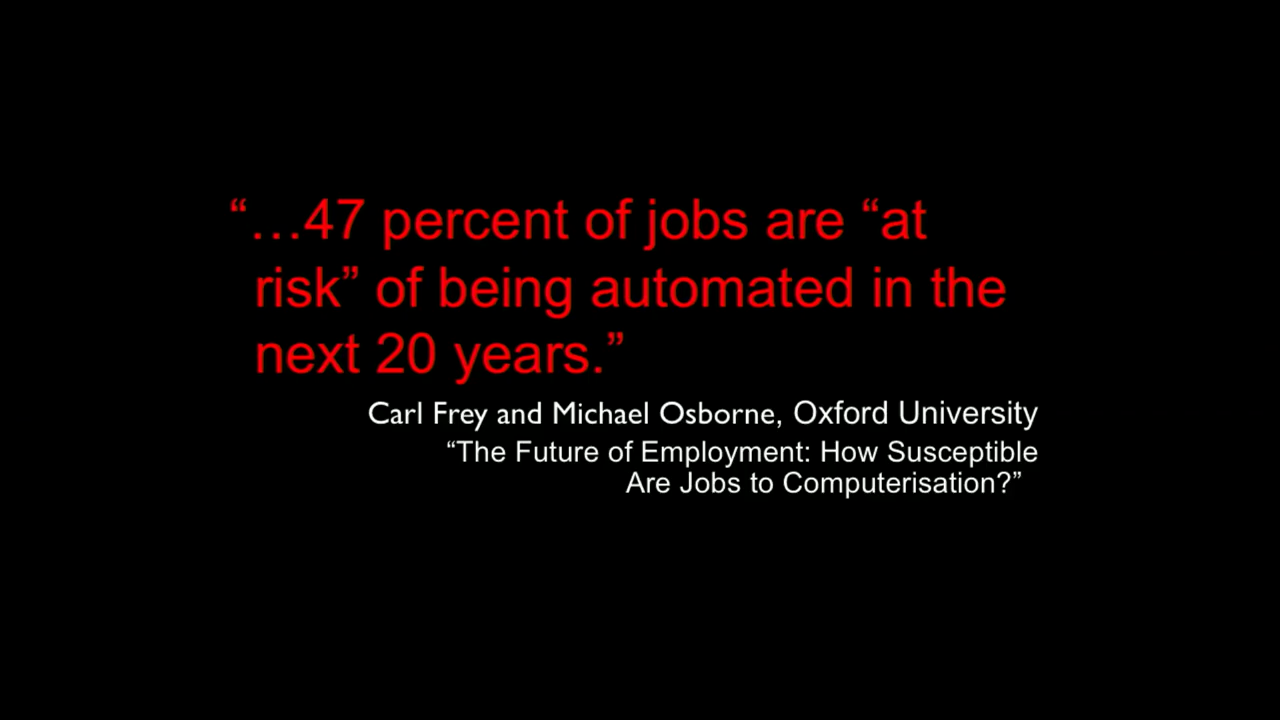 “…47 percent of jobs are “at
risk” of being automated in the
next 20 years.”
Carl Frey and Michael Osborne, Oxford University
“The Future of Employment: How Susceptible
Are Jobs to Computerisation?”